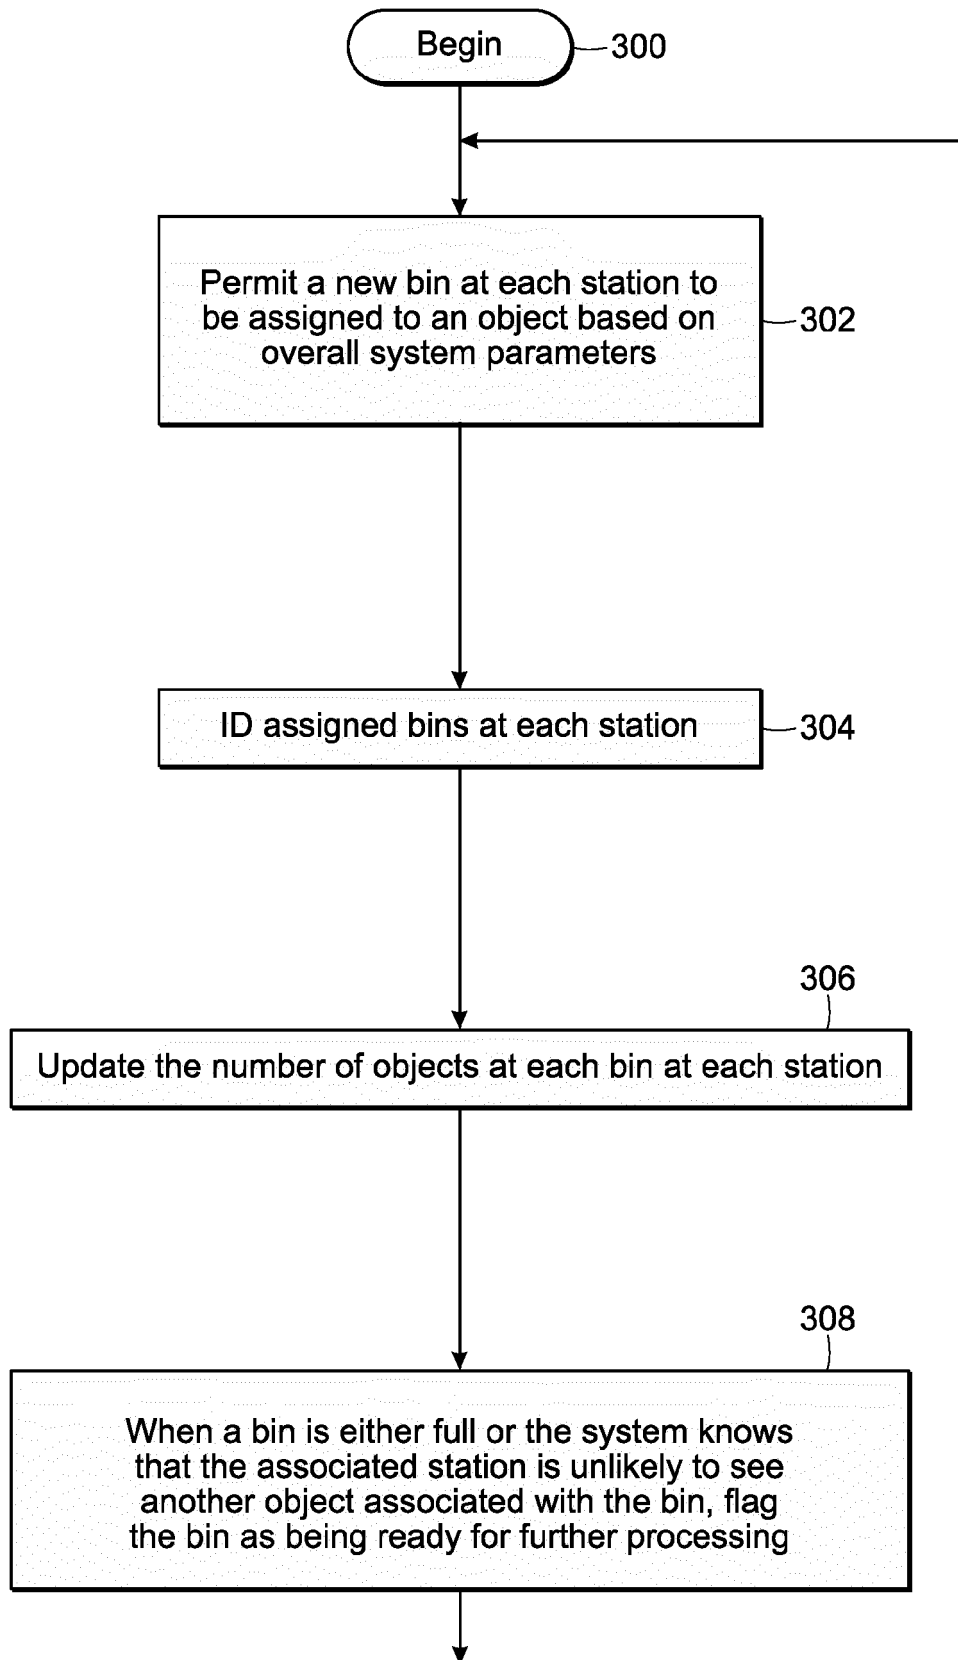 Begin
300
Permit a new bin at each station to
be assigned to an object based on
overall system parameters
302
ID assigned bins at each station
304
306
Update the number of objects at each bin at each station
308
When a bin is either full or the system knows
that the associated station is unlikely to see
another object associated with the bin, flag
the bin as being ready for further processing